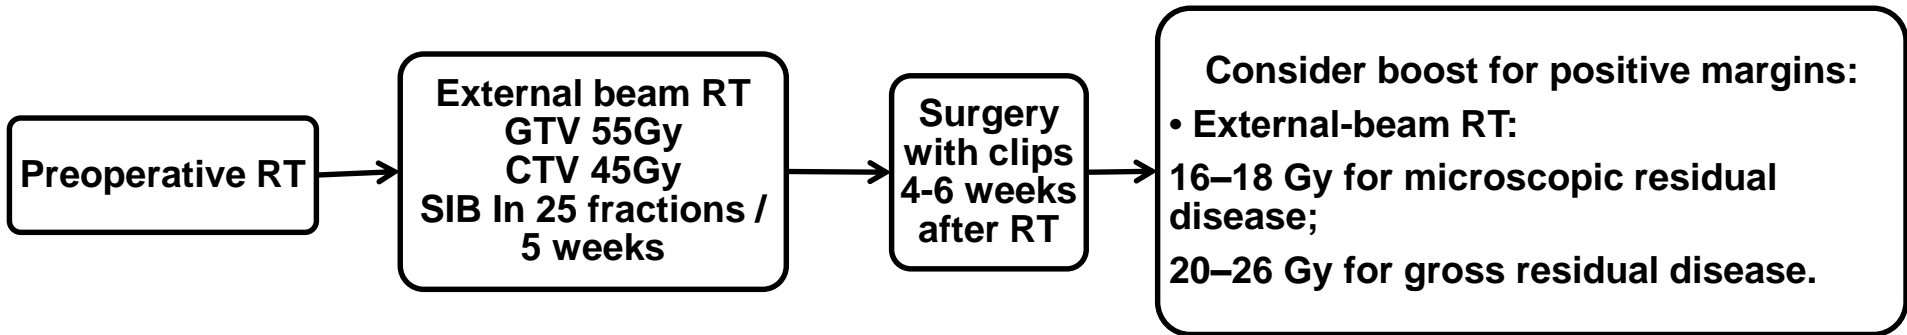 Preoperative RT
External beam RT
GTV 55Gy
CTV 45Gy
SIB In 25 fractions /
5 weeks
Surgery
with clips
4-6 weeks
after RT
Consider boost for positive margins:
• External-beam RT:
16–18 Gy for microscopic residual
disease;
20–26 Gy for gross residual disease.